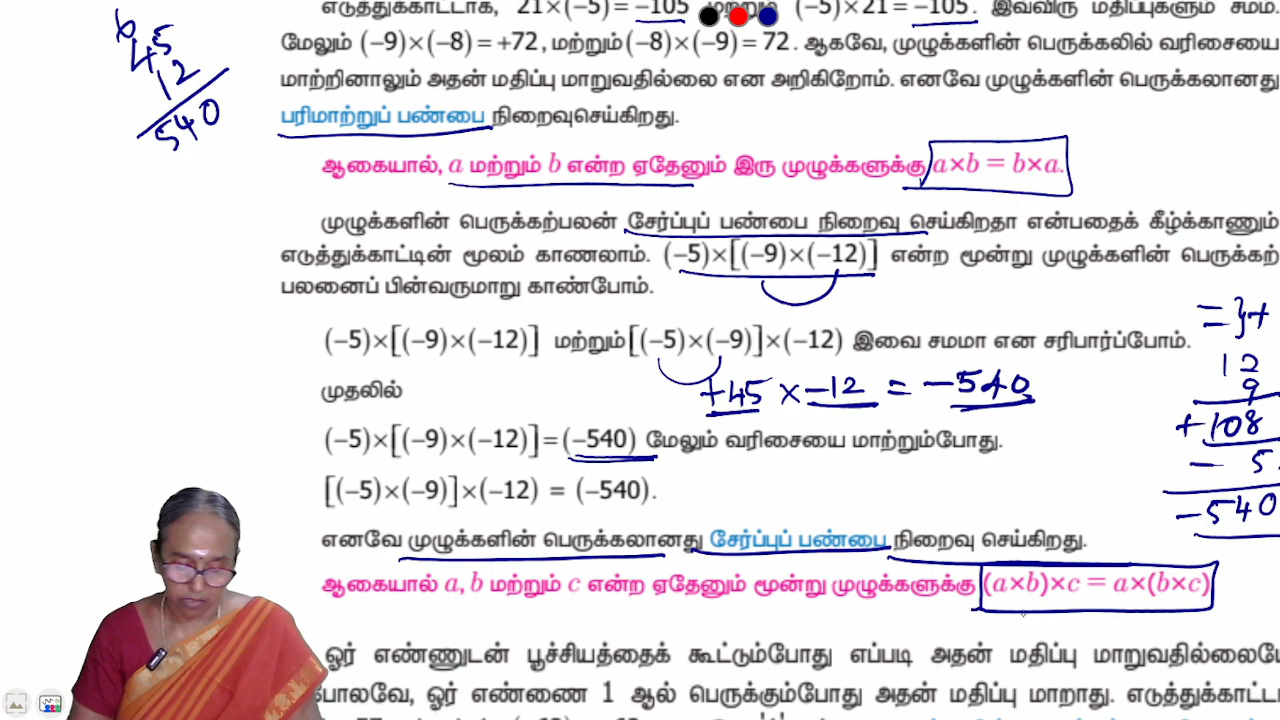 எடுத்துக்காட்டாக, 21×(−5)=−105 மற்றும் (−5)×21=−105. இவ்விரு மதிப்புகளும் சமம்.
மேலும் (−9)×(−8)=+72, மற்றும் (−8)×(−9)=72. ஆகவே, முழுக்களின் பெருக்கலில் வரிசையை
மாற்றினாலும் அதன் மதிப்பு மாறுவதில்லை என அறிகிறோம். எனவே முழுக்களின் பெருக்கலானது
பரிமாற்றுப் பண்பை நிறைவுசெய்கிறது.
45
12
540
ஆகையால், a மற்றும் b என்ற ஏதேனும் இரு முழுக்களுக்கு a×b = b×a.
முழுக்களின் பெருக்கற்பலன் சேர்ப்புப் பண்பை நிறைவு செய்கிறதா என்பதைக் கீழ்க்காணும்
எடுத்துக்காட்டின் மூலம் காணலாம். (−5)×[(−9)×(−12)] என்ற மூன்று முழுக்களின் பெருக்கற்
பலனைப் பின்வருமாறு காண்போம்.
(−5)×[(−9)×(−12)] மற்றும் [(−5)×(−9)]×(−12) இவை சமமா என சரிபார்ப்போம்.
முதலில்
+45 × −12 = −540
(−5)×[(−9)×(−12)]=(−540) மேலும் வரிசையை மாற்றும்போது.
[(−5)×(−9)]×(−12) = (−540).
12
9
+108
− 5
−540
எனவே முழுக்களின் பெருக்கலானது சேர்ப்புப் பண்பை நிறைவு செய்கிறது.
ஆகையால் a, b மற்றும் c என்ற ஏதேனும் மூன்று முழுக்களுக்கு (a×b)×c = a×(b×c)
ஓர் எண்ணுடன் பூச்சியத்தைக் கூட்டும்போது எப்படி அதன் மதிப்பு
ஓர் எண்ணை 1 ஆல் பெருக்கும்போது அதன் மதிப்பு மாறாது.